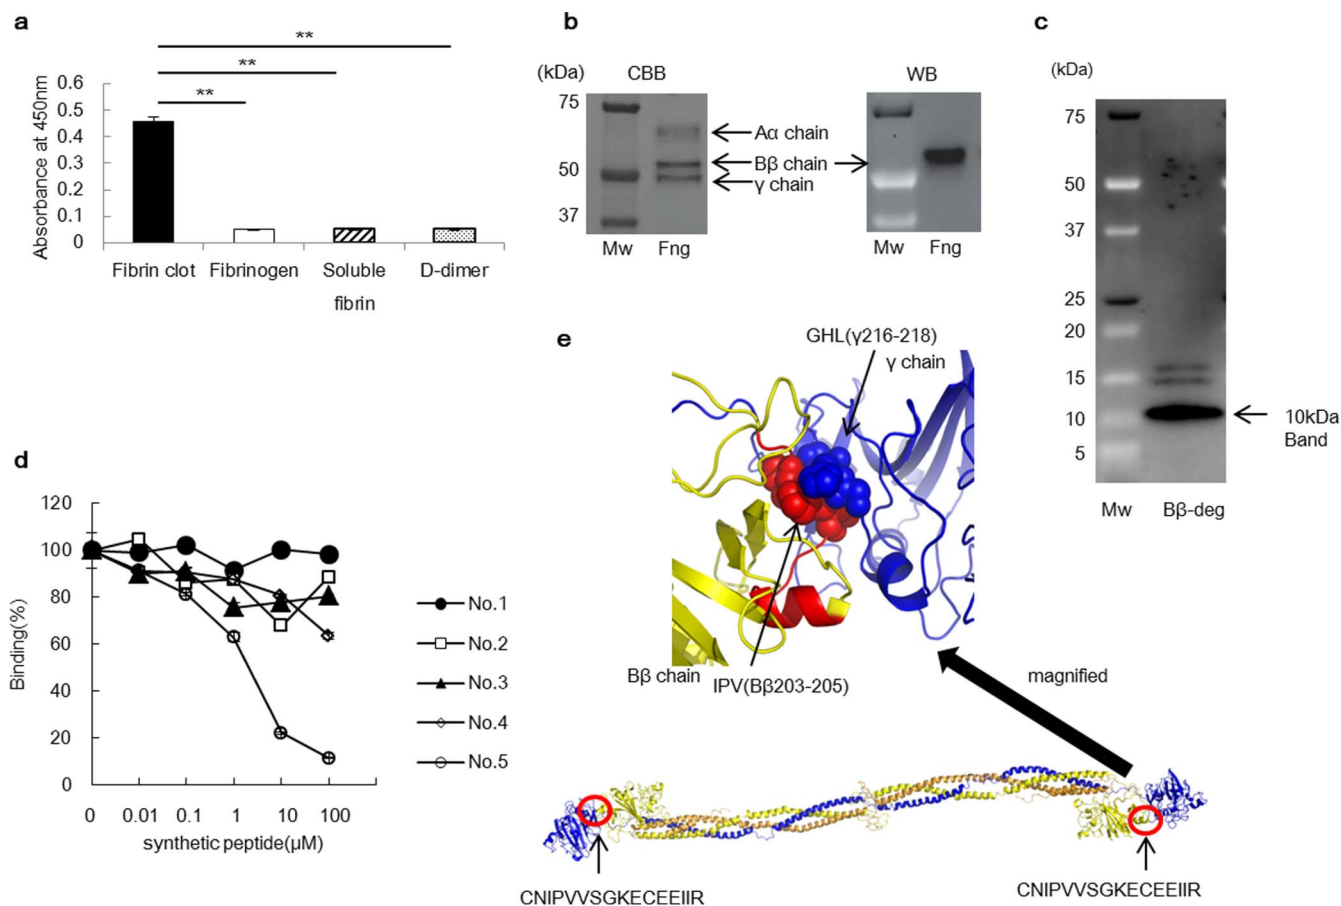 a
**
**
**
Absorbance at 450nm
0.6
0.5
0.4
0.3
0.2
0.1
0
Fibrin clot
Fibrinogen
Soluble
fibrin
D-dimer
b
(kDa)
CBB
WB
75
50
37
Aα chain
Bβ chain
γ chain
Mw
Fng
Mw
Fng
c
(kDa)
75
50
37
25
20
15
10
5
10kDa
Band
Mw
Bβ-deg
d
Binding(%)
120
100
80
60
40
20
0
0
0.01
0.1
1
10
100
synthetic peptide(μM)
No.1
No.2
No.3
No.4
No.5
e
GHL(γ216-218)
γ chain
Bβ chain
IPV(Bβ203-205)
magnified
CNIPVVSGKECEEIIR
CNIPVVSGKECEEIIR